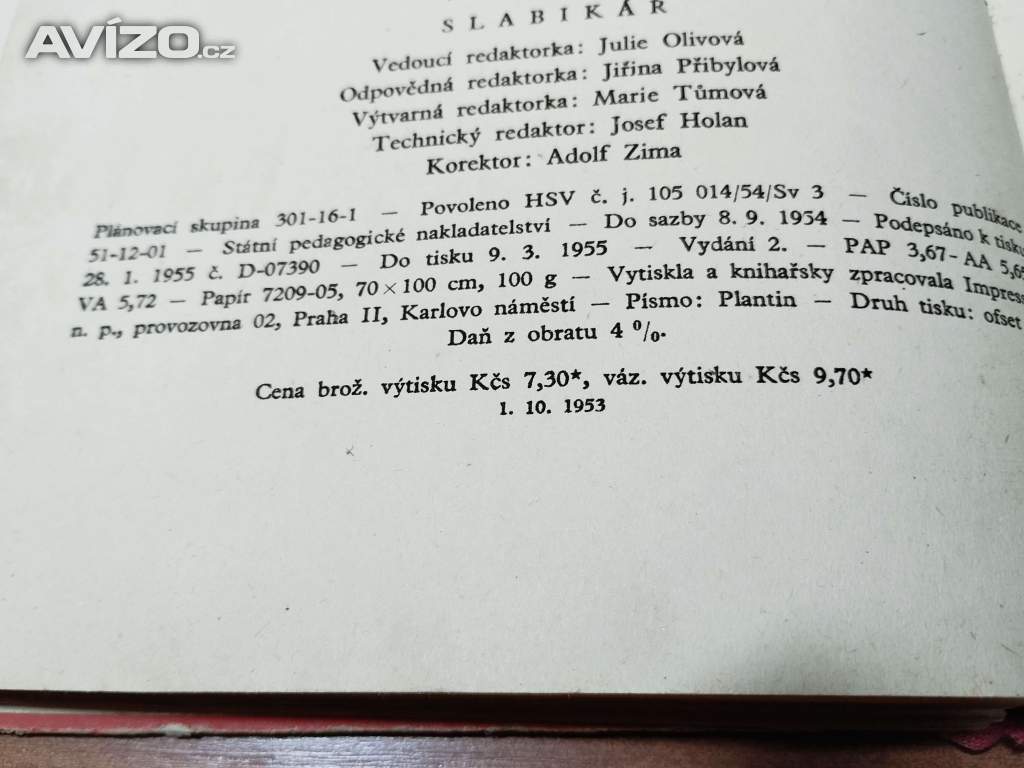 AVÍZO.cz
SLABIKÁŘ
Vedoucí redaktorka: Julie Olivová
Odpovědná redaktorka: Jiřina Přibylová
Výtvarná redaktorka: Marie Tůmová
Technický redaktor: Josef Holan
Korektor: Adolf Zima
Plánovací skupina 301-16-1 — Povoleno HSV č. j. 105 014/54/Sv 3 — Číslo publikace
51-12-01 — Státní pedagogické nakladatelství — Do sazby 8. 9. 1954 — Podepsáno k tisku
28. 1. 1955 č. D-07390 — Do tisku 9. 3. 1955 — Vydání 2. — PAP 3,67 - AA 5,65
VA 5,72 — Papír 7209-05, 70×100 cm, 100 g — Vytiskla a knihařsky zpracovala Impress
n. p., provozovna 02, Praha II, Karlovo náměstí — Písmo: Plantin — Druh tisku: ofset
Daň z obratu 4 %.
Cena brož. výtisku Kčs 7,30*, váz. výtisku Kčs 9,70*
1. 10. 1953